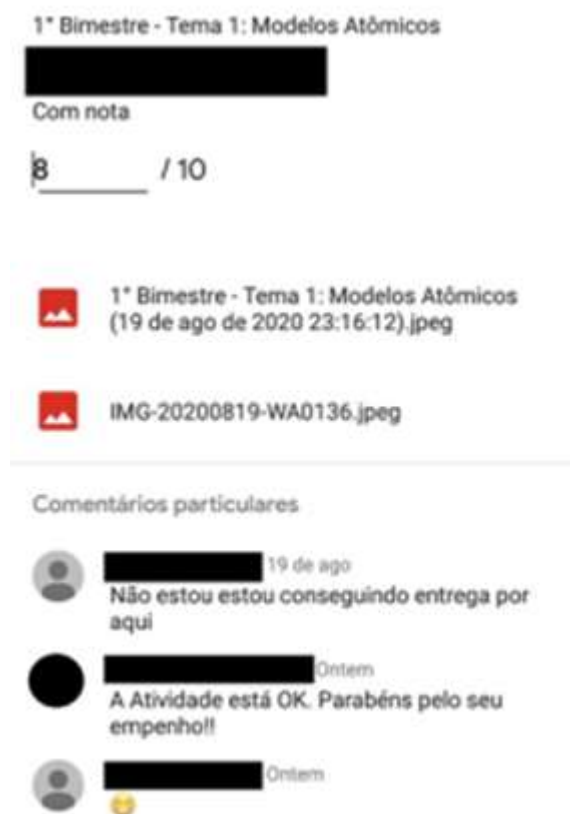 1° Bimestre - Tema 1: Modelos Atômicos
Com nota
8 / 10
1° Bimestre - Tema 1: Modelos Atômicos
(19 de ago de 2020 23:16:12).jpeg
IMG-20200819-WA0136.jpeg
Comentários particulares
19 de ago
Não estou estou conseguindo entrega por
aqui
Ontem
A Atividade está OK. Parabéns pelo seu
empenho!!
Ontem
😁